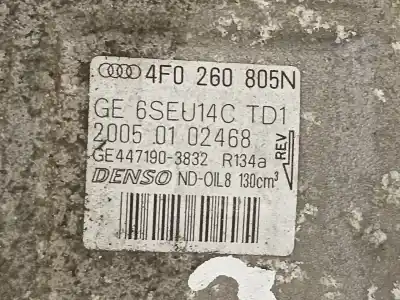 4F0 260 805N
GE 6SEU14C TD1
2005 01 02468
GE447190-3832 R134a
REV
DENSO ND-OIL8 130cm³